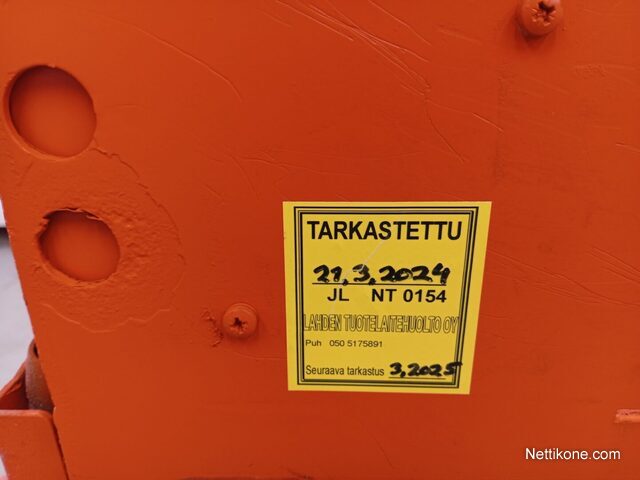 TARKASTETTU
21,3,2024
JL NT 0154
LAHDEN TUOTELAITEHUOLTO OY
Puh 050 5175891
Seuraava tarkastus 3,2025
Nettikone.com